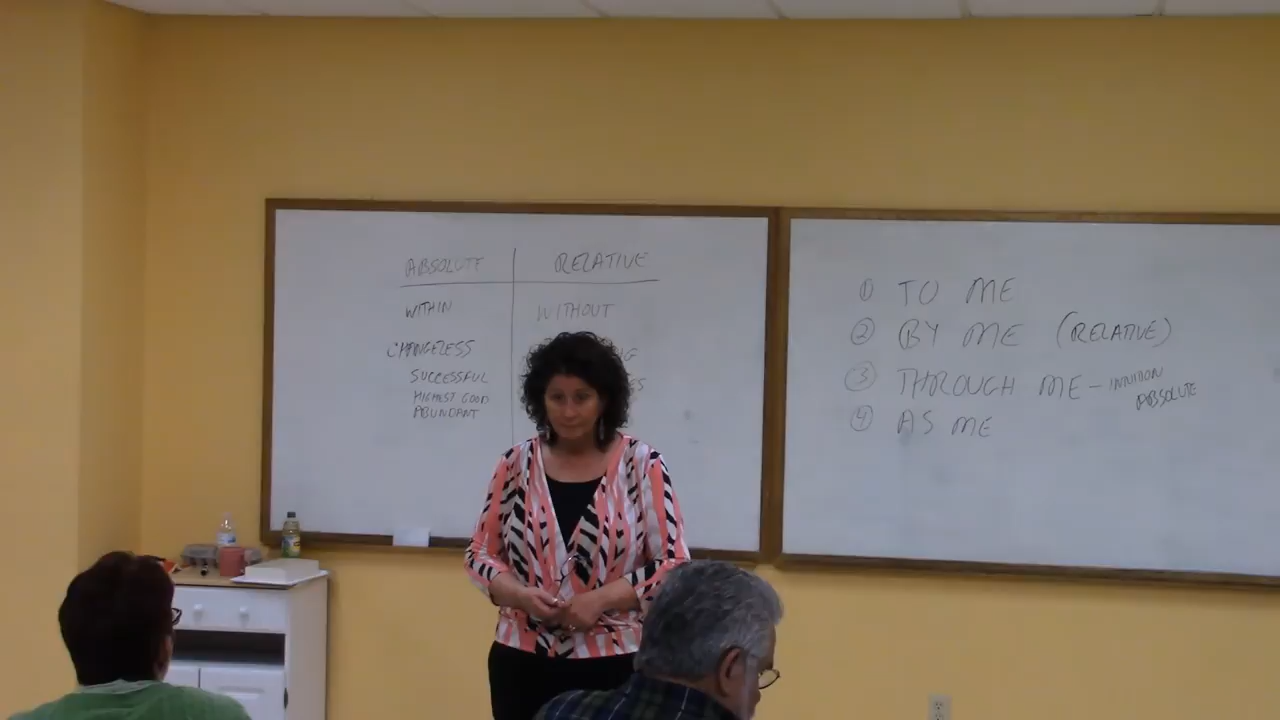 ABSOLUTE RELATIVE
WITHIN WITHOUT
CHANGELESS
SUCCESSFUL
HIGHEST GOOD
ABUNDANT
① TO ME
② BY ME (RELATIVE)
③ THROUGH ME - INTUITION
ABSOLUTE
④ AS ME